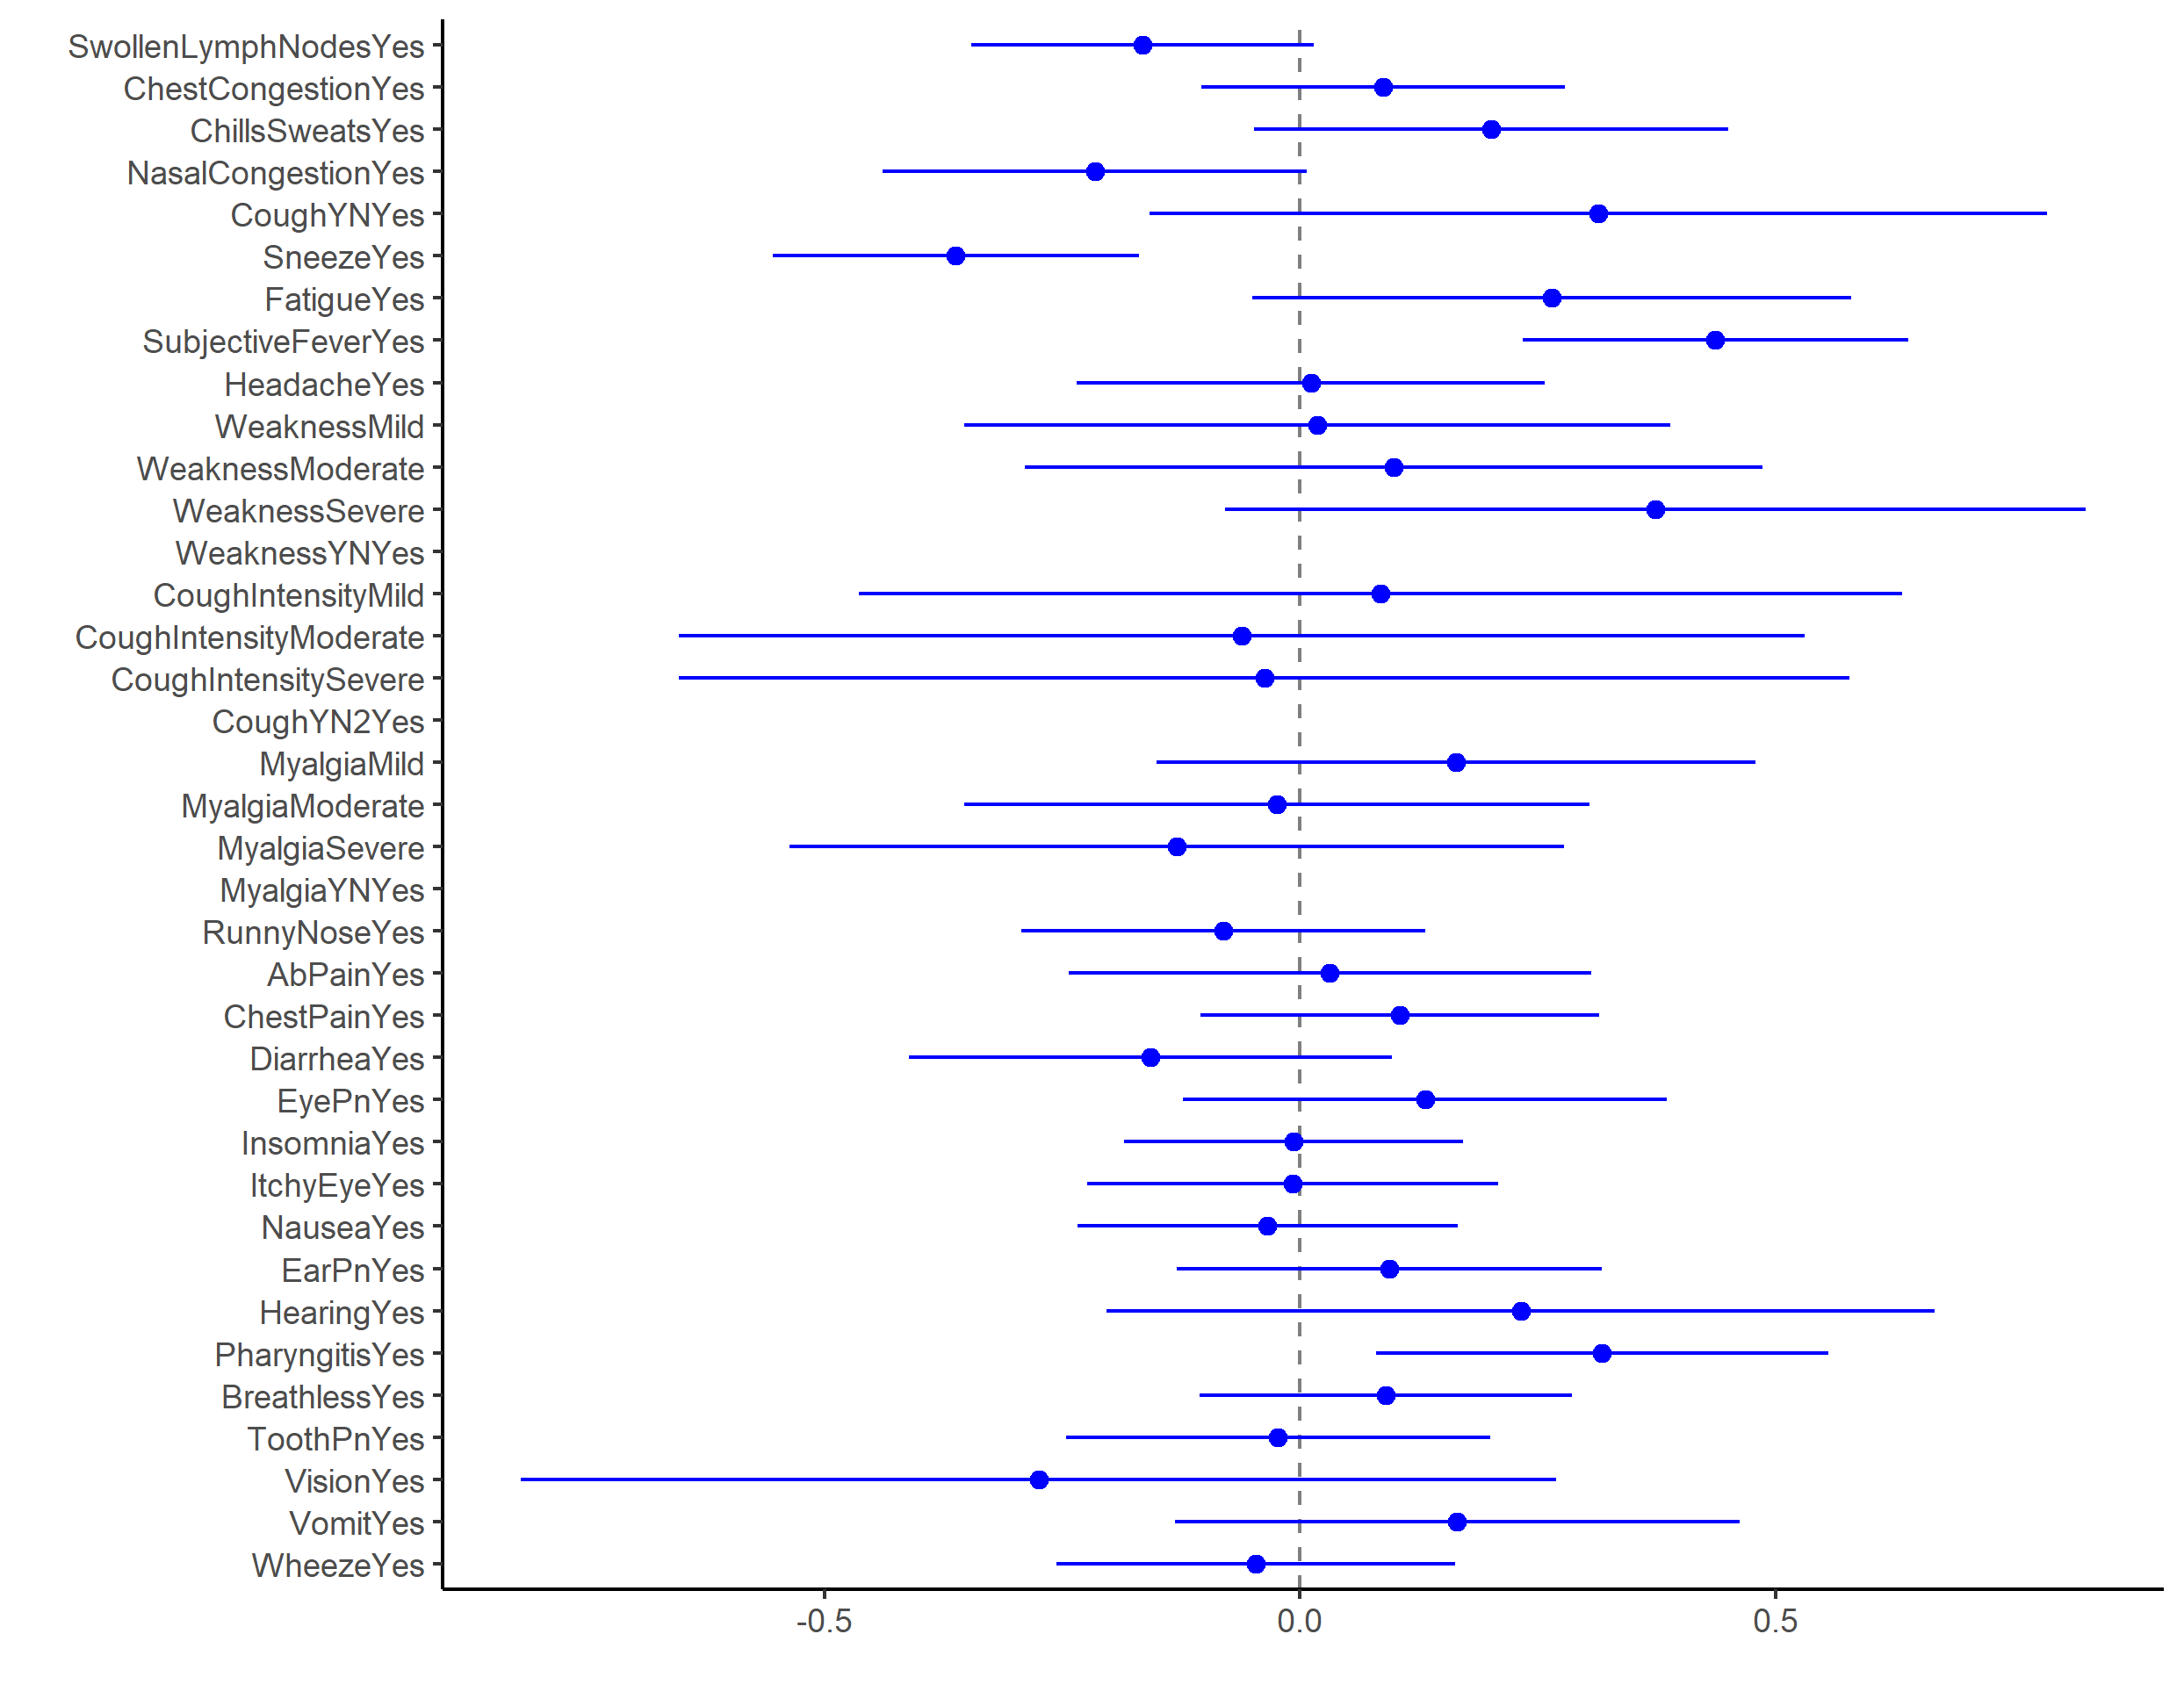 SwollenLymphNodesYes
ChestCongestionYes
ChillsSweatsYes
NasalCongestionYes
CoughYNYes
SneezeYes
FatigueYes
SubjectiveFeverYes
HeadacheYes
WeaknessMild
WeaknessModerate
WeaknessSevere
WeaknessYNYes
CoughIntensityMild
CoughIntensityModerate
CoughIntensitySevere
CoughYN2Yes
MyalgiaMild
MyalgiaModerate
MyalgiaSevere
MyalgiaYNYes
RunnyNoseYes
AbPainYes
ChestPainYes
DiarrheaYes
EyePnYes
InsomniaYes
ItchyEyeYes
NauseaYes
EarPnYes
HearingYes
PharyngitisYes
BreathlessYes
ToothPnYes
VisionYes
VomitYes
WheezeYes
-0.5 0.0 0.5